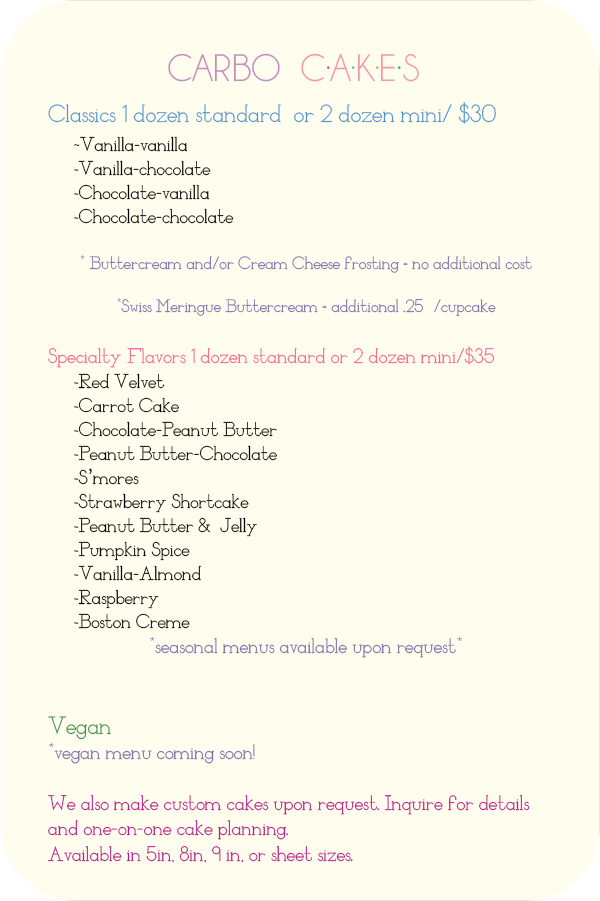 CARBO C·A·K·E·S
Classics 1 dozen standard or 2 dozen mini/ $30
~Vanilla-vanilla
~Vanilla-chocolate
~Chocolate-vanilla
~Chocolate-chocolate
* Buttercream and/or Cream Cheese frosting - no additional cost
*Swiss Meringue Buttercream - additional .25 /cupcake
Specialty Flavors 1 dozen standard or 2 dozen mini/$35
~Red Velvet
~Carrot Cake
~Chocolate-Peanut Butter
~Peanut Butter-Chocolate
~S'mores
~Strawberry Shortcake
~Peanut Butter & Jelly
~Pumpkin Spice
~Vanilla-Almond
~Raspberry
~Boston Creme
*seasonal menus available upon request*
Vegan
*vegan menu coming soon!
We also make custom cakes upon request. Inquire for details
and one-on-one cake planning.
Available in 5in, 8in, 9 in, or sheet sizes.